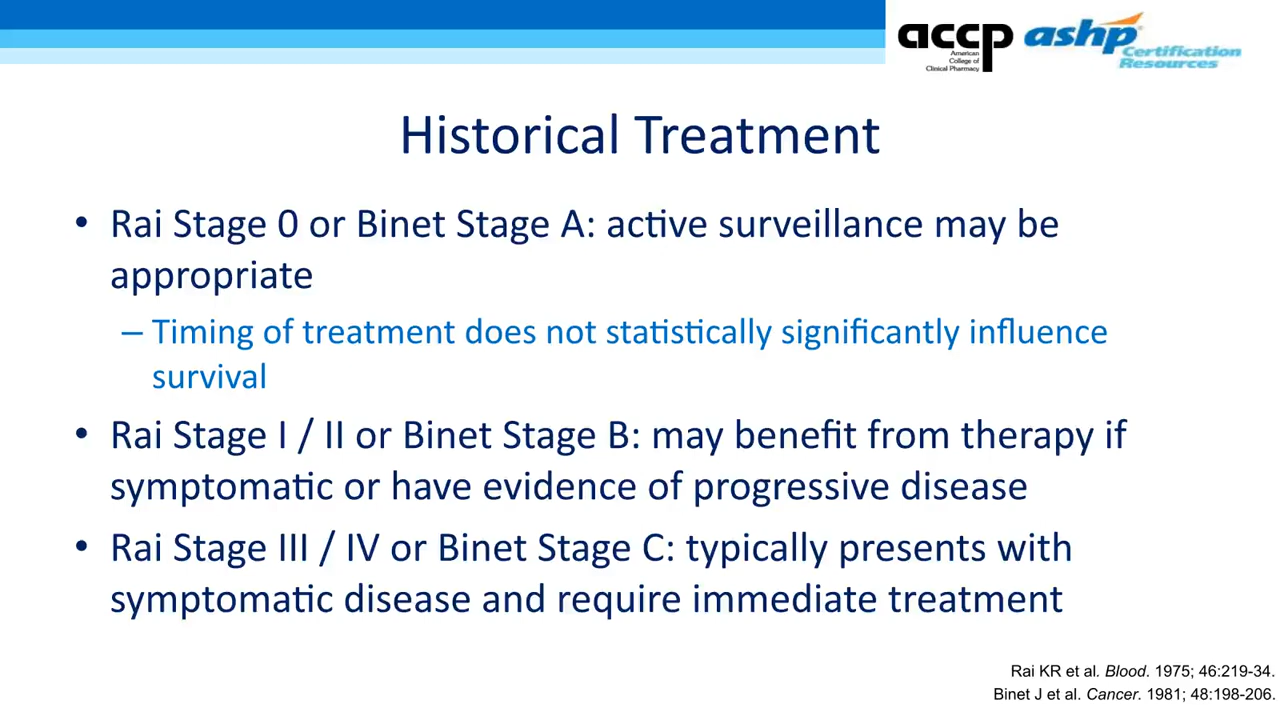 accp
American
College of
Clinical Pharmacy
ashp®
Certification
Resources
Historical Treatment
• Rai Stage 0 or Binet Stage A: active surveillance may be
appropriate
– Timing of treatment does not statistically significantly influence
survival
• Rai Stage I / II or Binet Stage B: may benefit from therapy if
symptomatic or have evidence of progressive disease
• Rai Stage III / IV or Binet Stage C: typically presents with
symptomatic disease and require immediate treatment
Rai KR et al. Blood. 1975; 46:219-34.
Binet J et al. Cancer. 1981; 48:198-206.